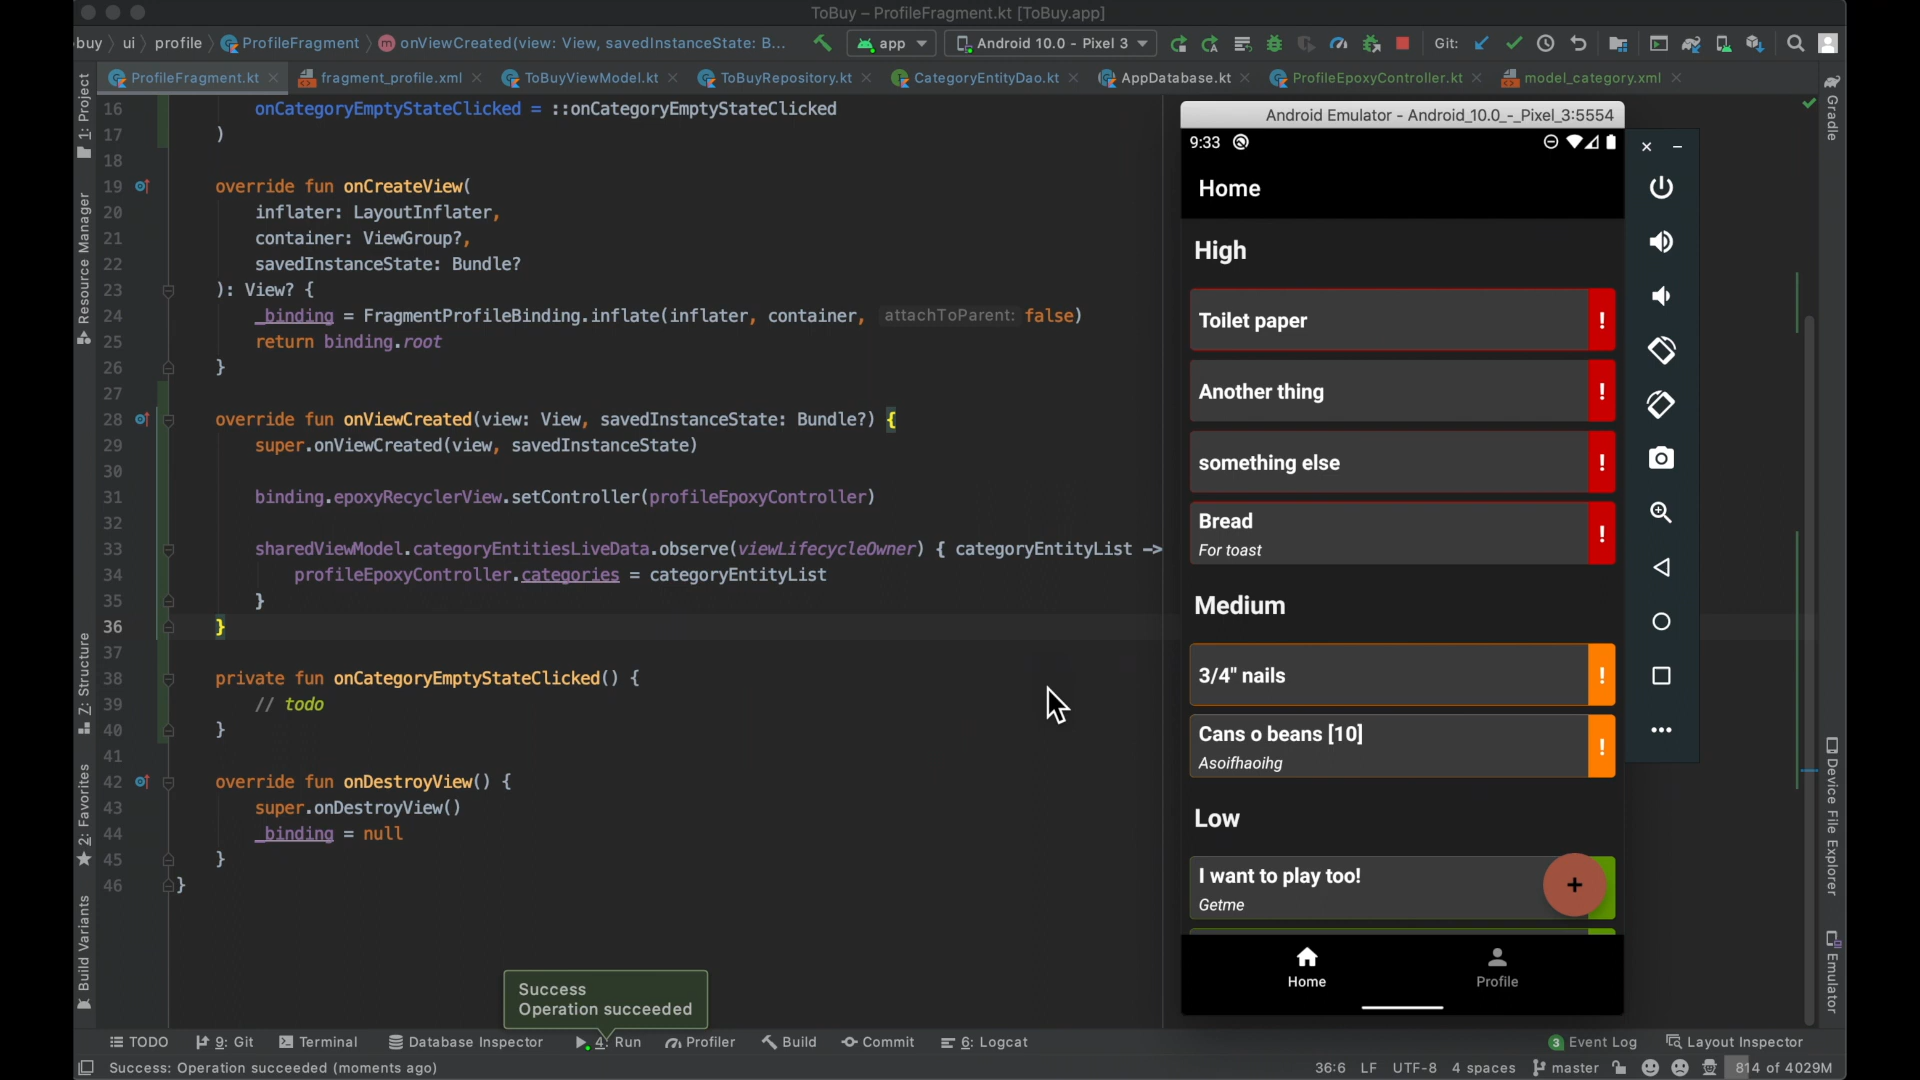 ToBuy – ProfileFragment.kt [ToBuy.app]
buy ui profile ProfileFragment onViewCreated(view: View, savedInstanceState: B... app Android 10.0 - Pixel 3 Git:
ProfileFragment.kt fragment_profile.xml ToBuyViewModel.kt ToBuyRepository.kt CategoryEntityDao.kt AppDatabase.kt ProfileEpoxyController.kt model_category.xml
1: Project
Resource Manager
7: Structure
2: Favorites
Build Variants
16 onCategoryEmptyStateClicked = ::onCategoryEmptyStateClicked
17 )
18
19 override fun onCreateView(
20 inflater: LayoutInflater,
21 container: ViewGroup?,
22 savedInstanceState: Bundle?
23 ): View? {
24 _binding = FragmentProfileBinding.inflate(inflater, container, attachToParent: false)
25 return binding.root
26 }
27
28 override fun onViewCreated(view: View, savedInstanceState: Bundle?) {
29 super.onViewCreated(view, savedInstanceState)
30
31 binding.epoxyRecyclerView.setController(profileEpoxyController)
32
33 sharedViewModel.categoryEntitiesLiveData.observe(viewLifecycleOwner) { categoryEntityList ->
34 profileEpoxyController.categories = categoryEntityList
35 }
36 }
37
38 private fun onCategoryEmptyStateClicked() {
39 // todo
40 }
41
42 override fun onDestroyView() {
43 super.onDestroyView()
44 _binding = null
45 }
46 }
Android Emulator - Android_10.0_-_Pixel_3:5554
9:33
Home
High
Toilet paper !
Another thing !
something else !
Bread !
For toast
Medium
3/4" nails !
Cans o beans [10] !
Asoifhaoihg
Low
I want to play too!
Getme
+
Home Profile
Gradle
Device File Explorer
Emulator
Success
Operation succeeded
TODO 9: Git Terminal Database Inspector 4: Run Profiler Build Commit 6: Logcat 3 Event Log Layout Inspector
Success: Operation succeeded (moments ago) 36:6 LF UTF-8 4 spaces master 814 of 4029M